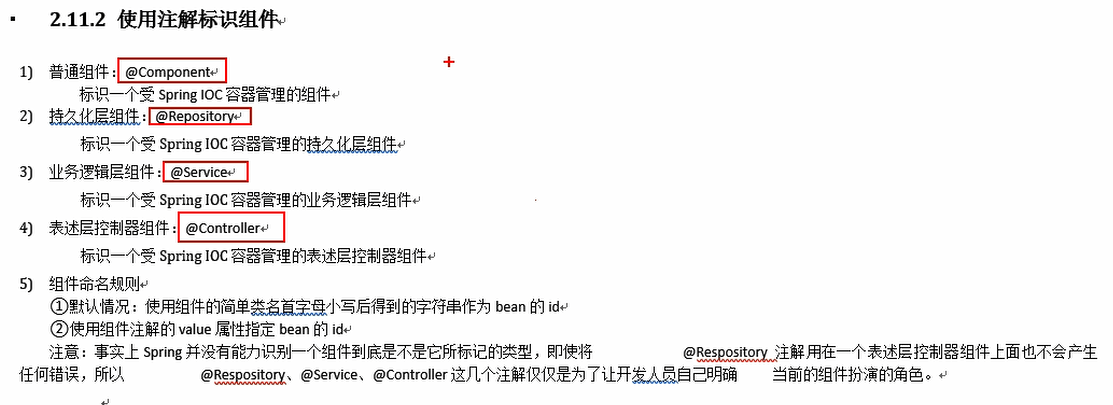 ▪ 2.11.2 使用注解标识组件
1) 普通组件：@Component
标识一个受 Spring IOC 容器管理的组件
2) 持久化层组件：@Repository
标识一个受 Spring IOC 容器管理的持久化层组件
3) 业务逻辑层组件：@Service
标识一个受 Spring IOC 容器管理的业务逻辑层组件
4) 表述层控制器组件：@Controller
标识一个受 Spring IOC 容器管理的表述层控制器组件
5) 组件命名规则
①默认情况：使用组件的简单类名首字母小写后得到的字符串作为 bean 的 id
②使用组件注解的 value 属性指定 bean 的 id
注意：事实上 Spring 并没有能力识别一个组件到底是不是它所标记的类型，即使将 @Respository 注解用在一个表述层控制器组件上面也不会产生
任何错误，所以 @Respository、@Service、@Controller 这几个注解仅仅是为了让开发人员自己明确 当前的组件扮演的角色。